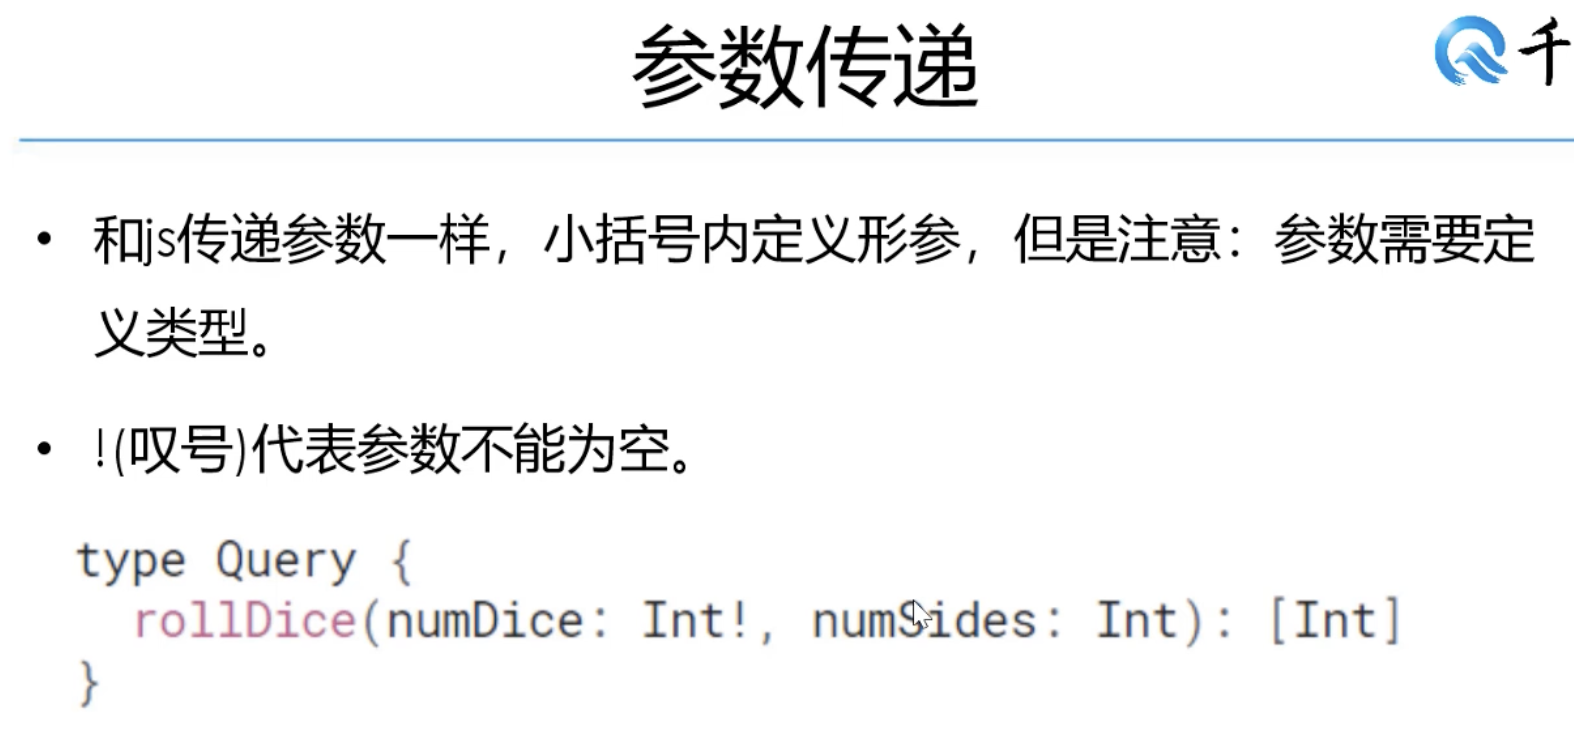 参数传递
千
• 和js传递参数一样，小括号内定义形参，但是注意：参数需要定
义类型。
• !(叹号)代表参数不能为空。
type Query {
  rollDice(numDice: Int!, numSides: Int): [Int]
}